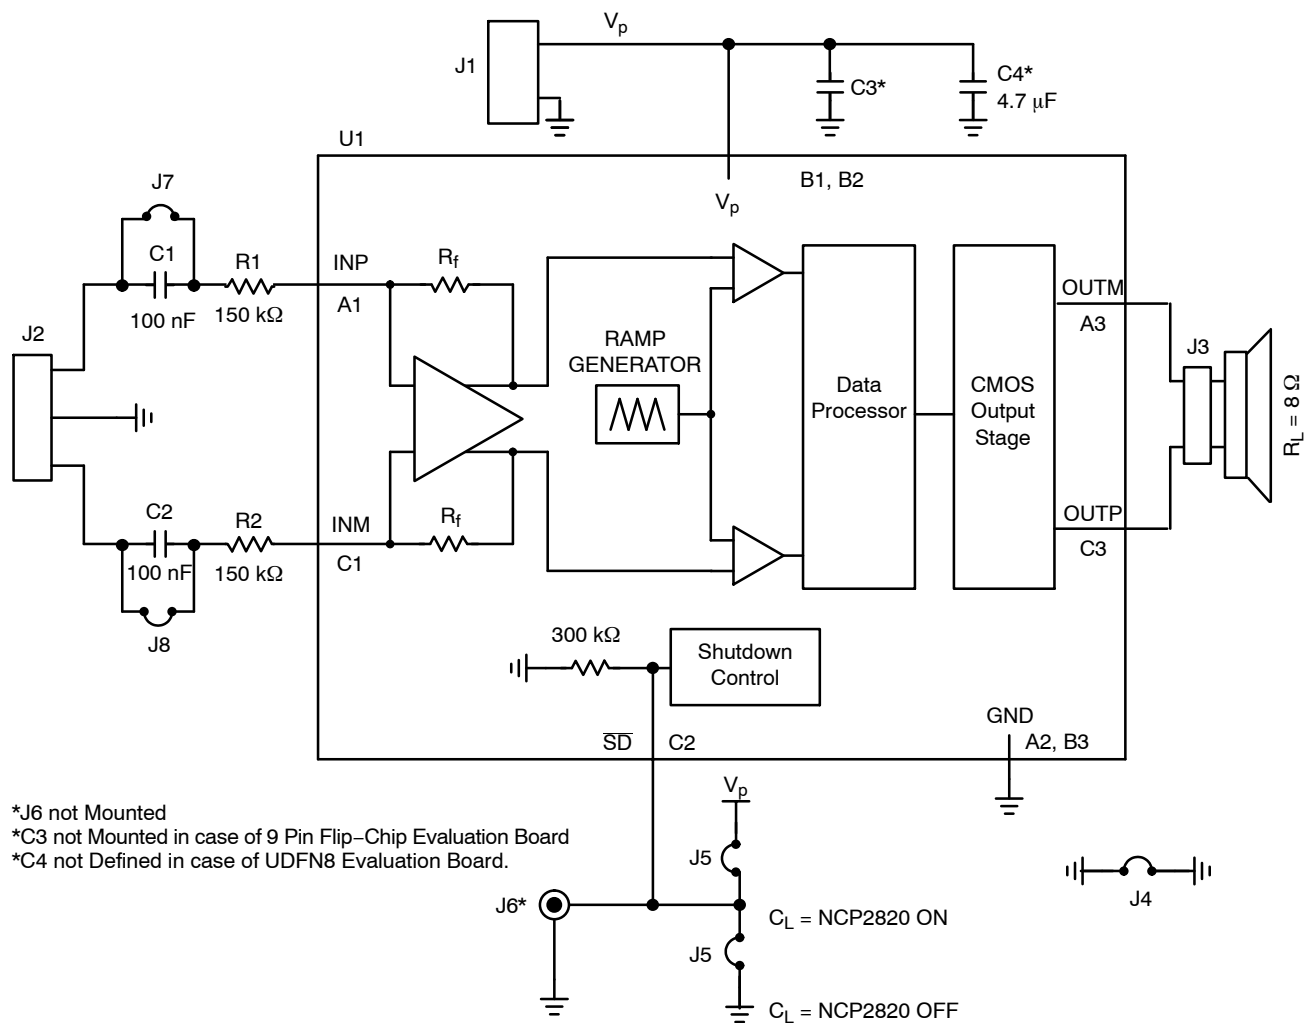 Vp
J1
C3*
C4*
4.7 μF
U1
B1, B2
Vp
J7
C1
100 nF
R1
150 kΩ
INP
A1
Rf
J2
RAMP
GENERATOR
Data
Processor
CMOS
Output
Stage
OUTM
A3
J3
RL = 8 Ω
C2
100 nF
R2
150 kΩ
INM
C1
Rf
OUTP
C3
J8
300 kΩ
Shutdown
Control
SD
C2
GND
A2, B3
*J6 not Mounted
*C3 not Mounted in case of 9 Pin Flip−Chip Evaluation Board
*C4 not Defined in case of UDFN8 Evaluation Board.
Vp
J5
J6*
CL = NCP2820 ON
J5
CL = NCP2820 OFF
J4